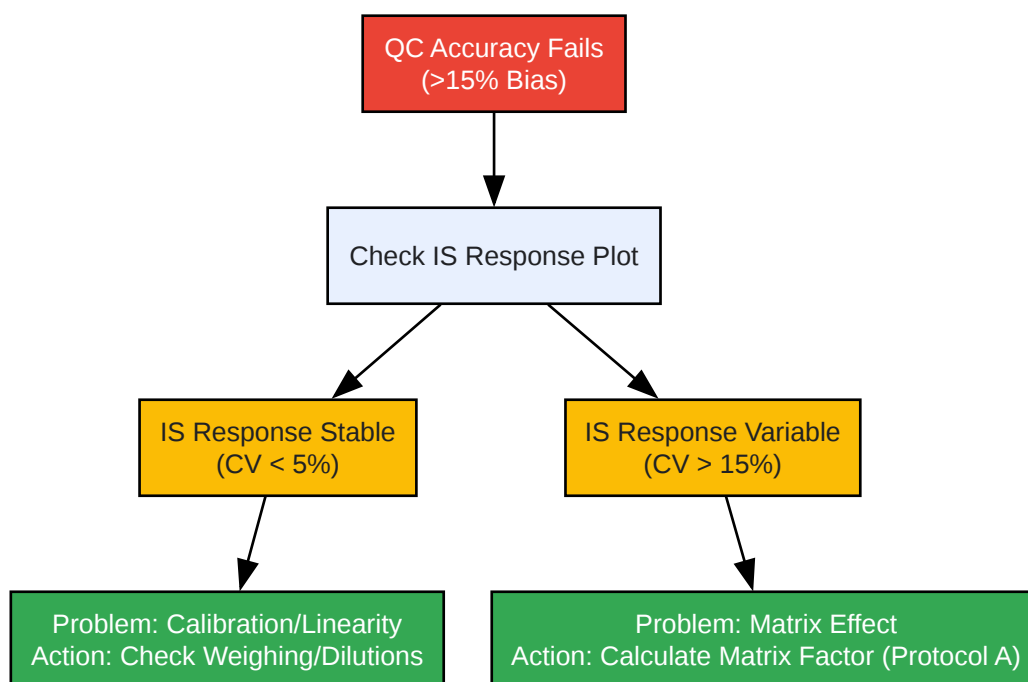 QC Accuracy Fails
(>15% Bias)
Check IS Response Plot
IS Response Stable
(CV < 5%)
IS Response Variable
(CV > 15%)
Problem: Calibration/Linearity
Action: Check Weighing/Dilutions
Problem: Matrix Effect
Action: Calculate Matrix Factor (Protocol A)